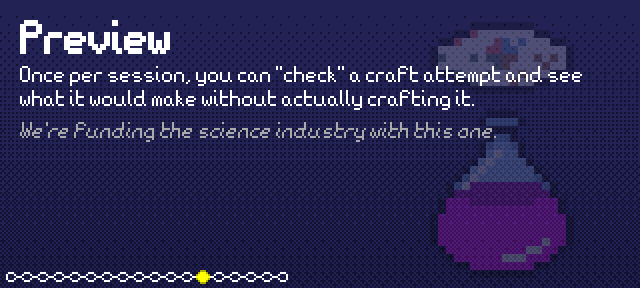 Preview
Once per session, you can "check" a craft attempt and see
what it would make without actually crafting it.
We're funding the science industry with this one.